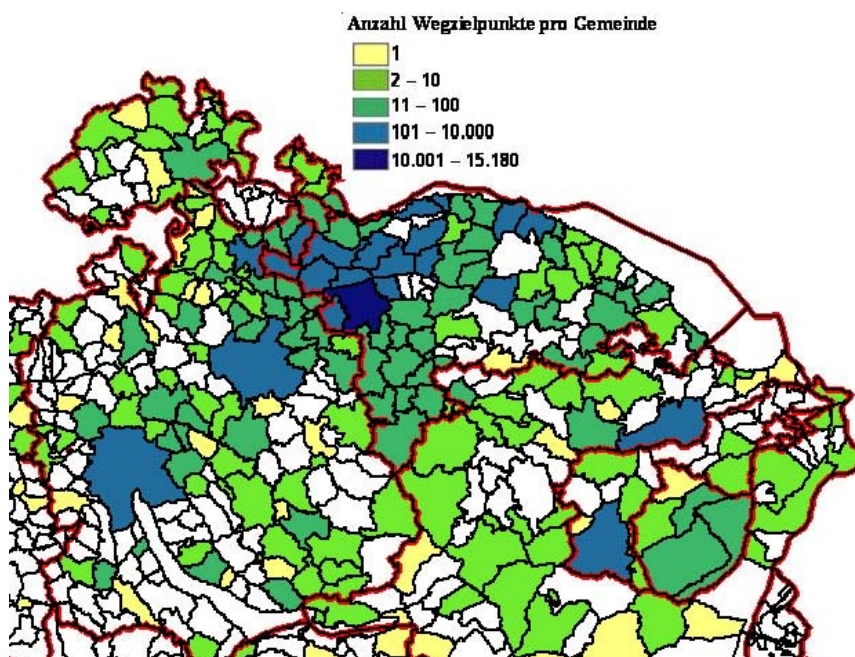 Anzahl Wegzielpunkte pro Gemeinde
1
2 – 10
11 – 100
101 – 10.000
10.001 – 15.180